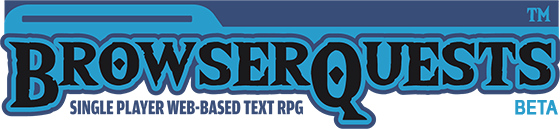 TM
BROWSERQUESTS
SINGLE PLAYER WEB-BASED TEXT RPG
BETA